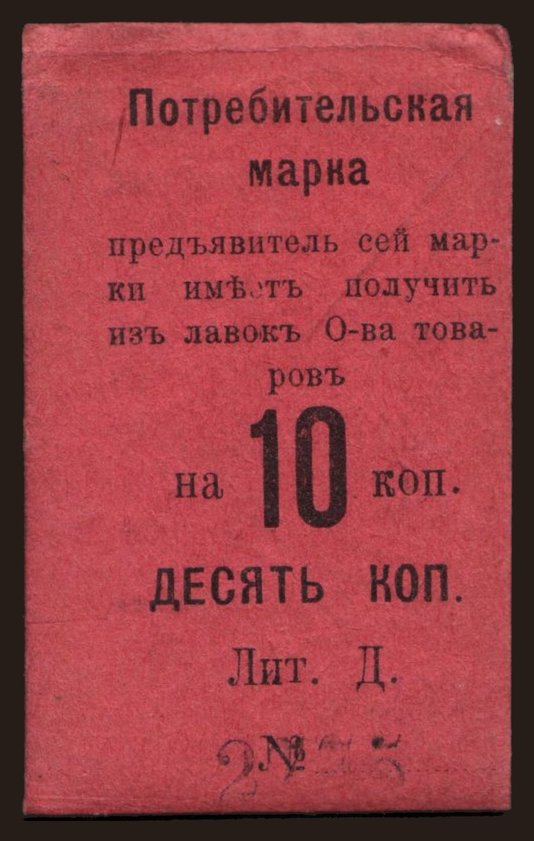 Потребительская
марка
предъявитель сей мар-
ки имѣетъ получить
изъ лавокъ О-ва това-
ровъ
на 10 коп.
ДЕСЯТЬ КОП.
Лит. Д.
№